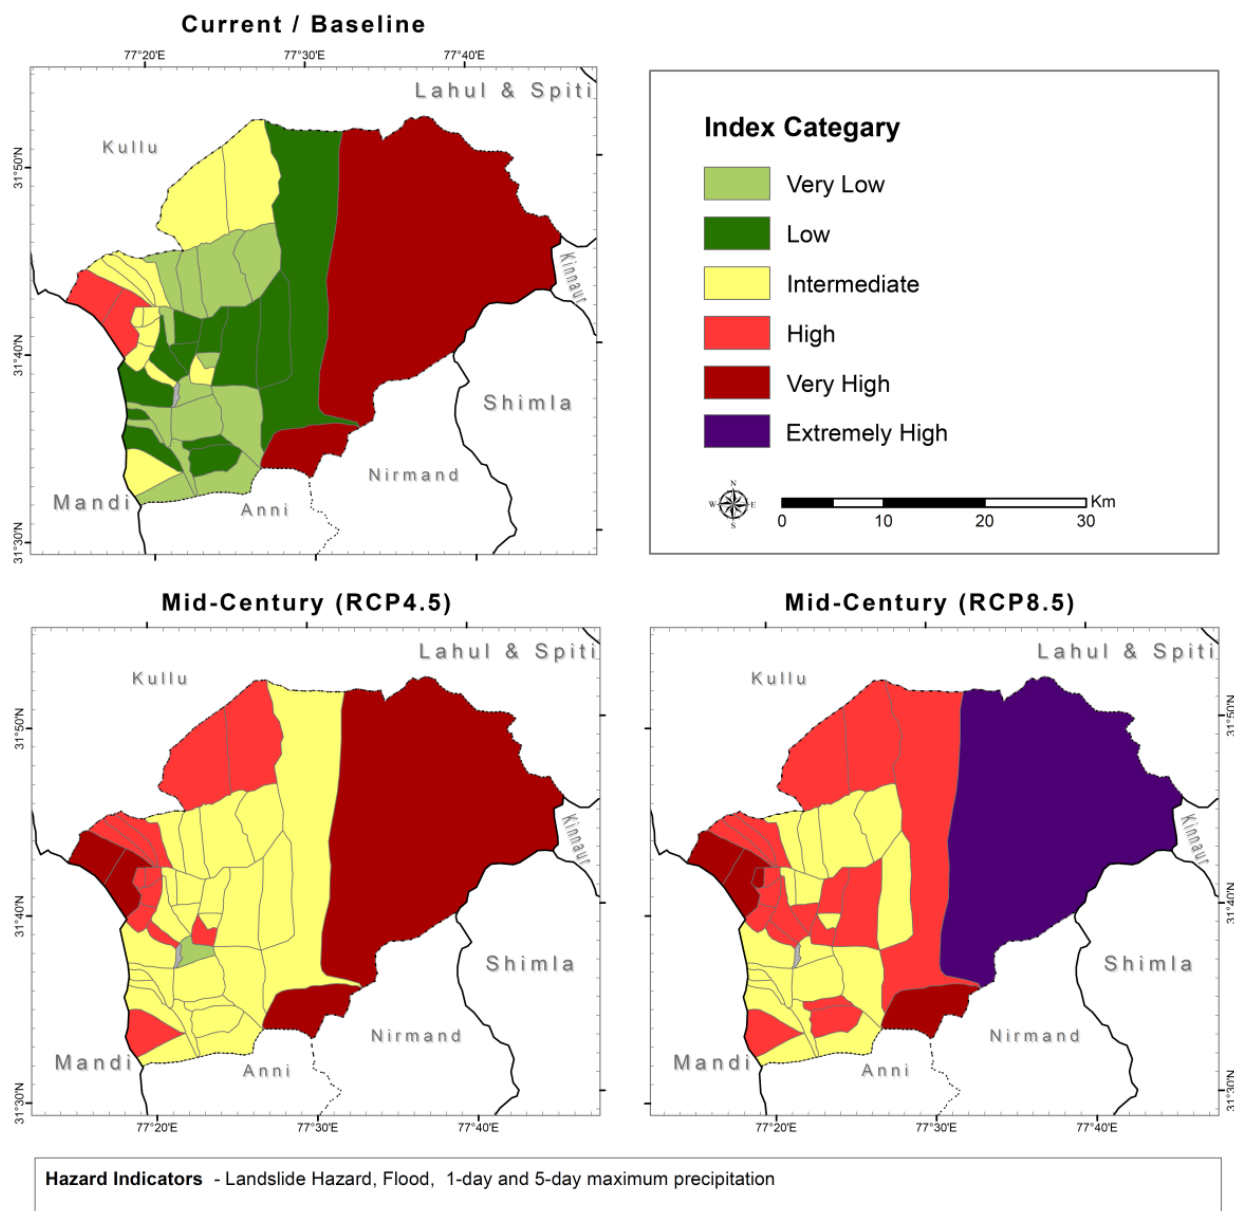 Current / Baseline
77°20'E 77°30'E 77°40'E
Lahul & Spiti
Kullu
31°50'N
Kinnaur
31°40'N
Shimla
Nirmand
Mandi
Anni
31°30'N
Index Categary
Very Low
Low
Intermediate
High
Very High
Extremely High
N
W E
S
Km
0 10 20 30
Mid-Century (RCP4.5)
Lahul & Spiti
Kullu
31°50'N
Kinnaur
31°40'N
Shimla
Nirmand
Mandi
Anni
31°30'N
77°20'E 77°30'E 77°40'E
Mid-Century (RCP8.5)
Lahul & Spiti
Kullu
31°50'N
Kinnaur
31°40'N
Shimla
Nirmand
Mandi
Anni
31°30'N
77°20'E 77°30'E 77°40'E
Hazard Indicators - Landslide Hazard, Flood, 1-day and 5-day maximum precipitation